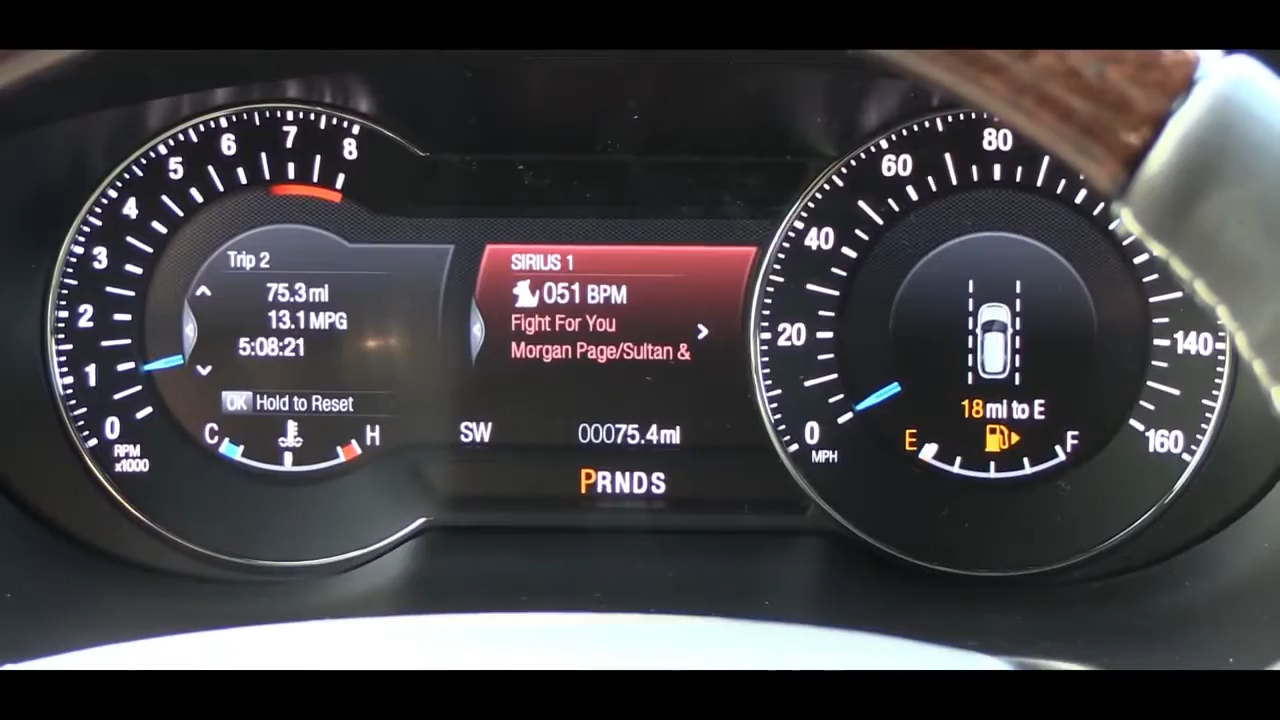 0
1
2
3
4
5
6
7
8
RPM
x1000
Trip 2
75.3 mi
13.1 MPG
5:08:21
OK Hold to Reset
C H
SIRIUS 1
051 BPM
Fight For You
Morgan Page/Sultan &
SW 00075.4 mi
PRNDS
0
20
40
60
80
140
160
MPH
18 mi to E
E F